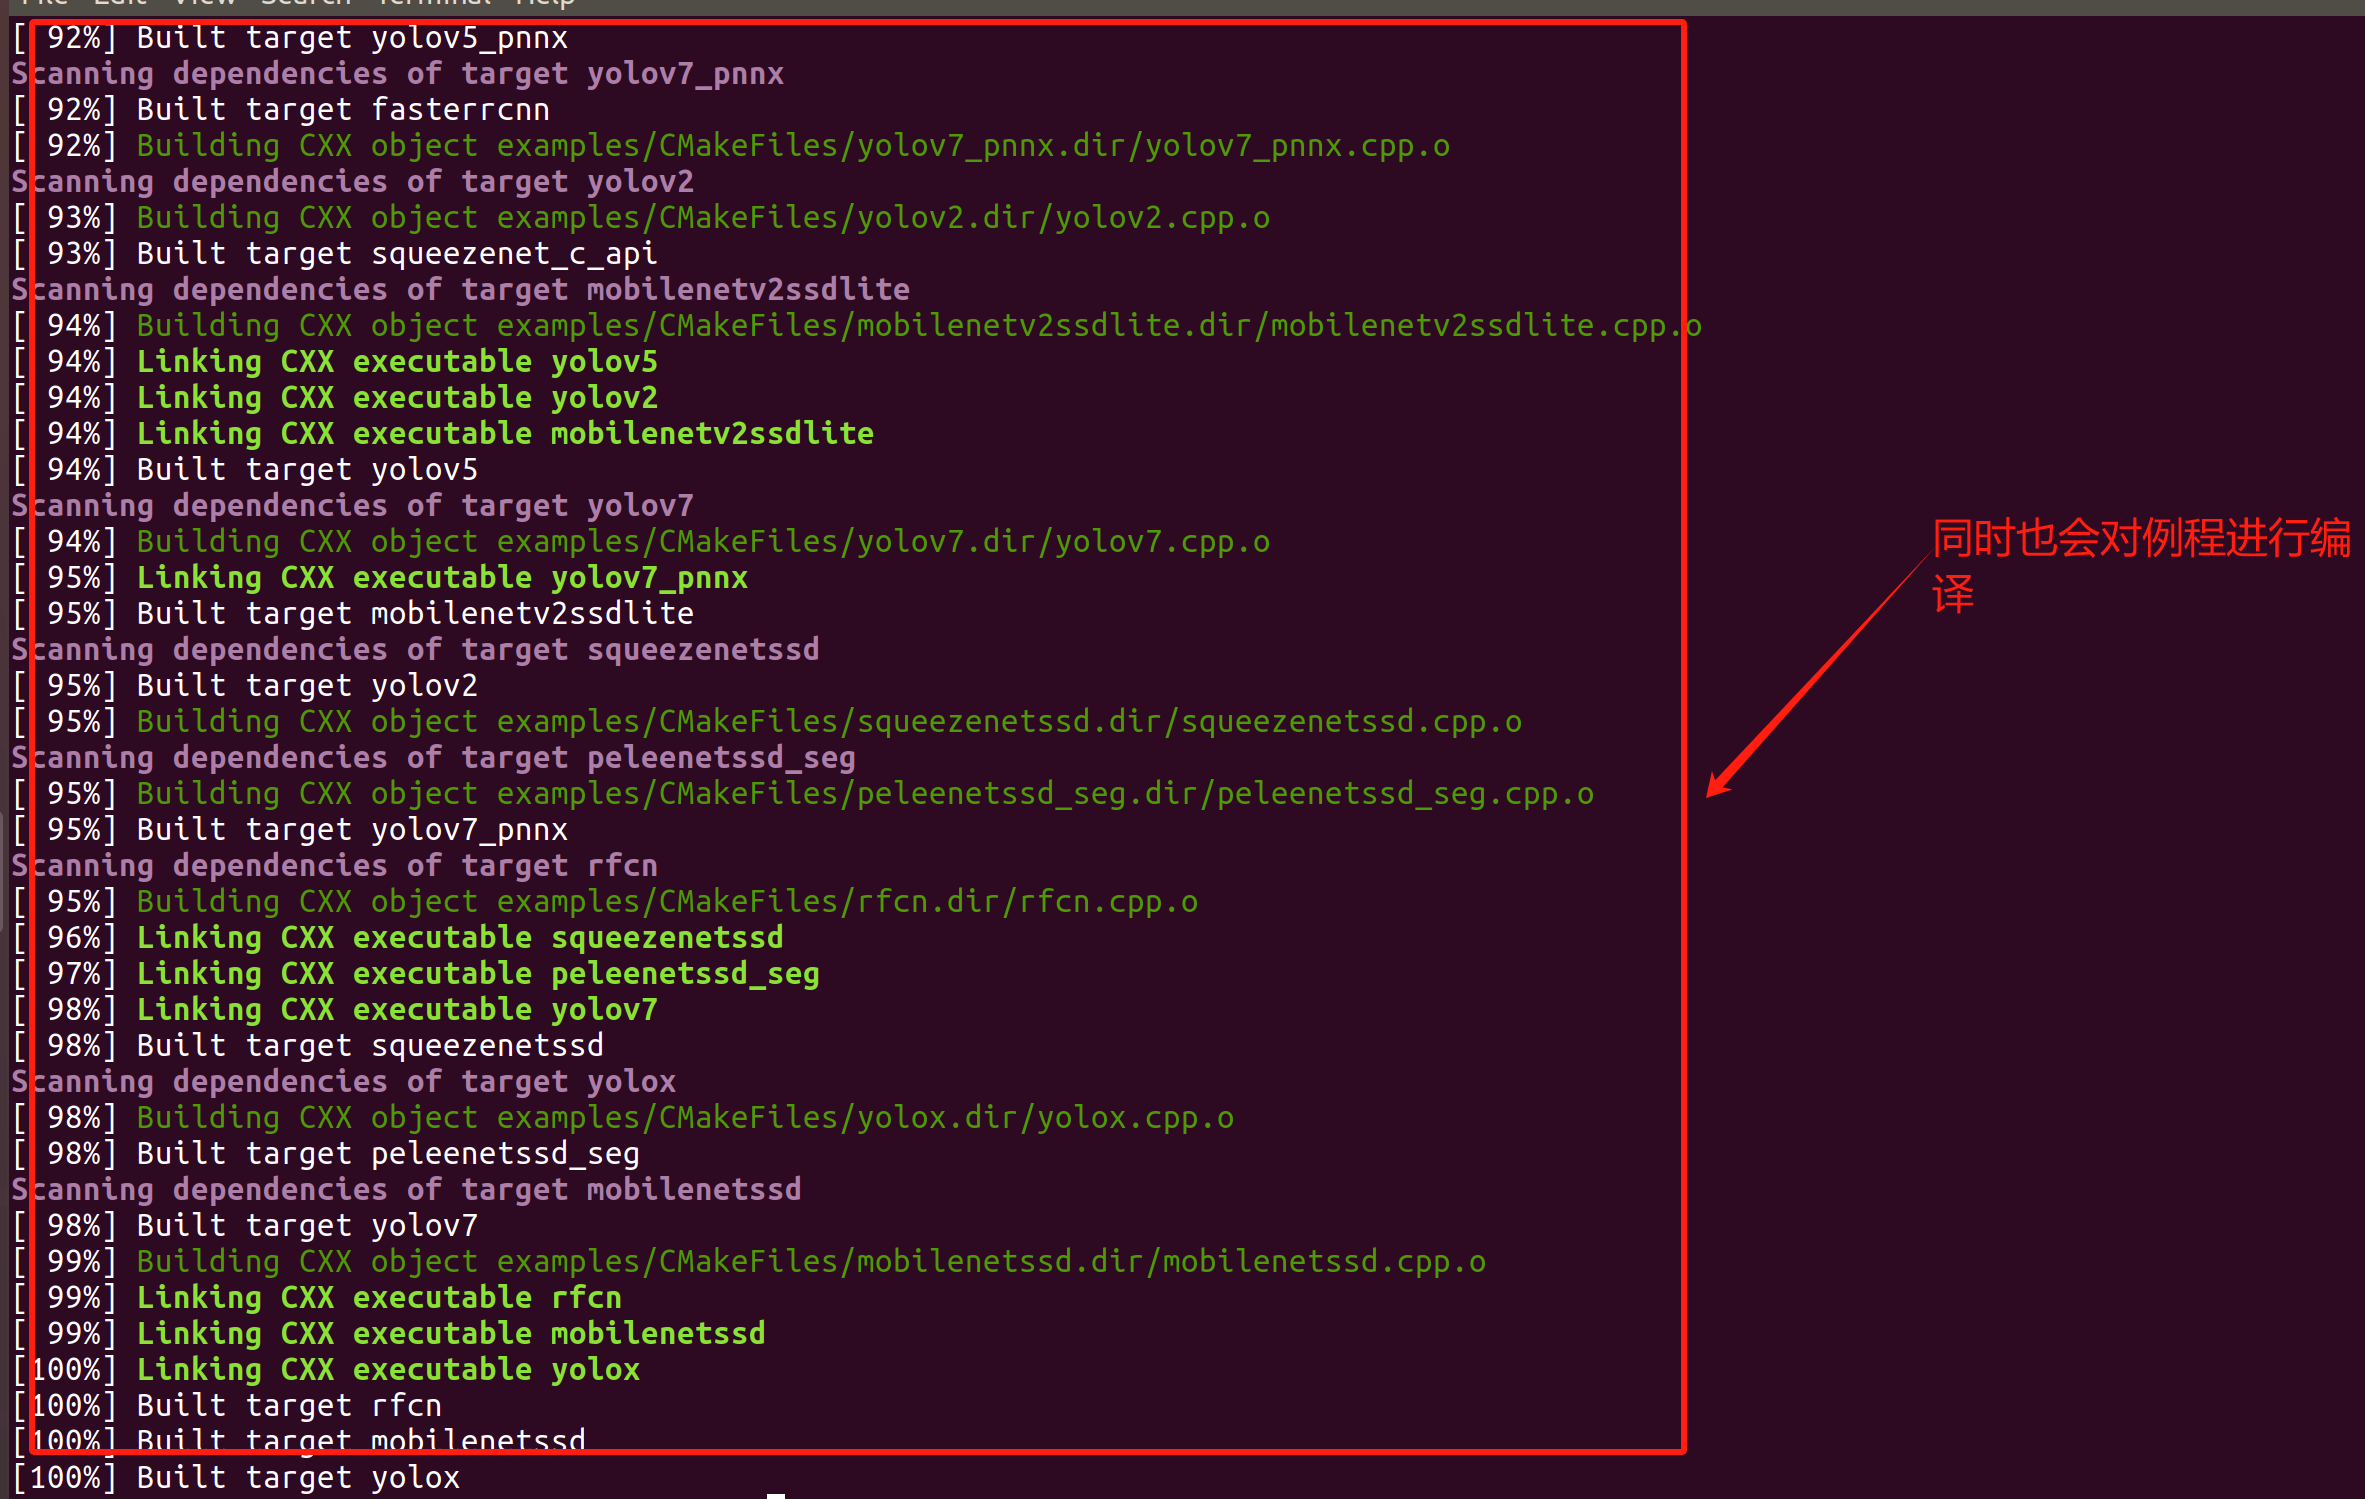 File Edit View Search Terminal Help
[ 92%] Built target yolov5_pnnx
Scanning dependencies of target yolov7_pnnx
[ 92%] Built target fasterrcnn
[ 92%] Building CXX object examples/CMakeFiles/yolov7_pnnx.dir/yolov7_pnnx.cpp.o
Scanning dependencies of target yolov2
[ 93%] Building CXX object examples/CMakeFiles/yolov2.dir/yolov2.cpp.o
[ 93%] Built target squeezenet_c_api
Scanning dependencies of target mobilenetv2ssdlite
[ 94%] Building CXX object examples/CMakeFiles/mobilenetv2ssdlite.dir/mobilenetv2ssdlite.cpp.o
[ 94%] Linking CXX executable yolov5
[ 94%] Linking CXX executable yolov2
[ 94%] Linking CXX executable mobilenetv2ssdlite
[ 94%] Built target yolov5
Scanning dependencies of target yolov7
[ 94%] Building CXX object examples/CMakeFiles/yolov7.dir/yolov7.cpp.o
[ 95%] Linking CXX executable yolov7_pnnx
[ 95%] Built target mobilenetv2ssdlite
Scanning dependencies of target squeezenetssd
[ 95%] Built target yolov2
[ 95%] Building CXX object examples/CMakeFiles/squeezenetssd.dir/squeezenetssd.cpp.o
Scanning dependencies of target peleenetssd_seg
[ 95%] Building CXX object examples/CMakeFiles/peleenetssd_seg.dir/peleenetssd_seg.cpp.o
[ 95%] Built target yolov7_pnnx
Scanning dependencies of target rfcn
[ 95%] Building CXX object examples/CMakeFiles/rfcn.dir/rfcn.cpp.o
[ 96%] Linking CXX executable squeezenetssd
[ 97%] Linking CXX executable peleenetssd_seg
[ 98%] Linking CXX executable yolov7
[ 98%] Built target squeezenetssd
Scanning dependencies of target yolox
[ 98%] Building CXX object examples/CMakeFiles/yolox.dir/yolox.cpp.o
[ 98%] Built target peleenetssd_seg
Scanning dependencies of target mobilenetssd
[ 98%] Built target yolov7
[ 99%] Building CXX object examples/CMakeFiles/mobilenetssd.dir/mobilenetssd.cpp.o
[ 99%] Linking CXX executable rfcn
[ 99%] Linking CXX executable mobilenetssd
[100%] Linking CXX executable yolox
[100%] Built target rfcn
[100%] Built target mobilenetssd
[100%] Built target yolox
同时也会对例程进行编
译